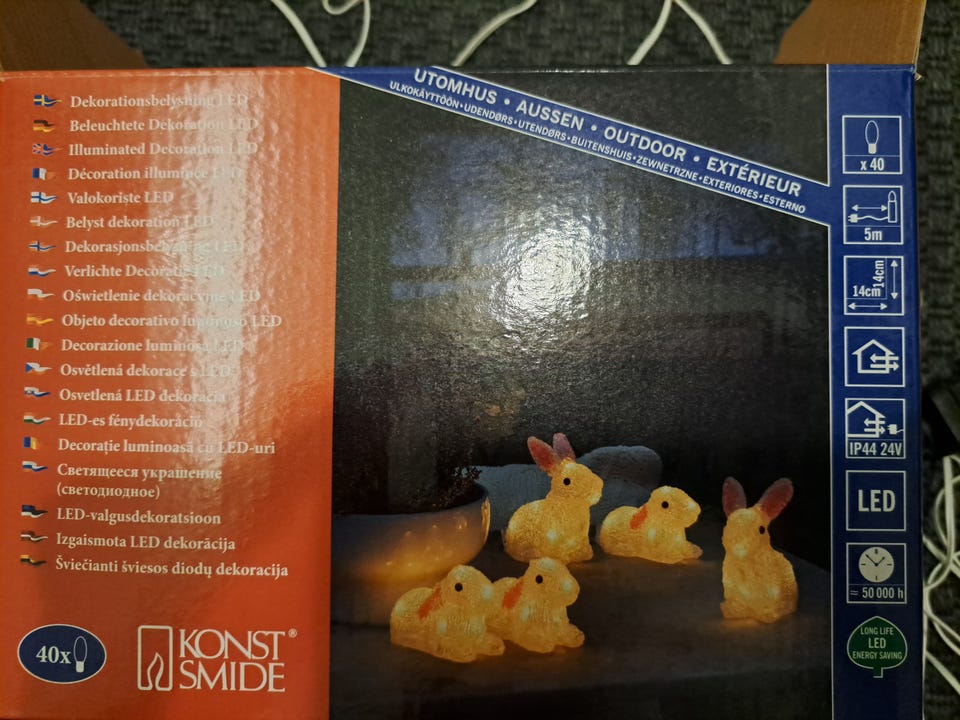 Dekorationsbelysning LED
Beleuchtete Dekoration LED
Illuminated Decoration LED
Décoration illuminée LED
Valokoriste LED
Belyst dekoration LED
Dekorasjonsbelysning LED
Verlichte Decoratie LED
Oświetlenie dekoracyjne LED
Objeto decorativo luminoso LED
Decorazione luminosa LED
Osvětlená dekorace s LED
Osvetlená LED dekorácia
LED-es fénydekoráció
Decorație luminoasă cu LED-uri
Светящееся украшение
(светодиодное)
LED-valgusdekoratsioon
Izgaismota LED dekorācija
Šviečianti šviesos diodų dekoracija
40x
KONST®
SMIDE
UTOMHUS • AUSSEN • OUTDOOR • EXTÉRIEUR
ULKOKÄYTTÖÖN•UDENDØRS•UTENDØRS•BUITENSHUIS•ZEWNETRZNE•EXTERIORES•ESTERNO
x 40
5m
14cm
14cm
IP44 24V
LED
≈ 50 000 h
LONG LIFE
LED
ENERGY SAVING